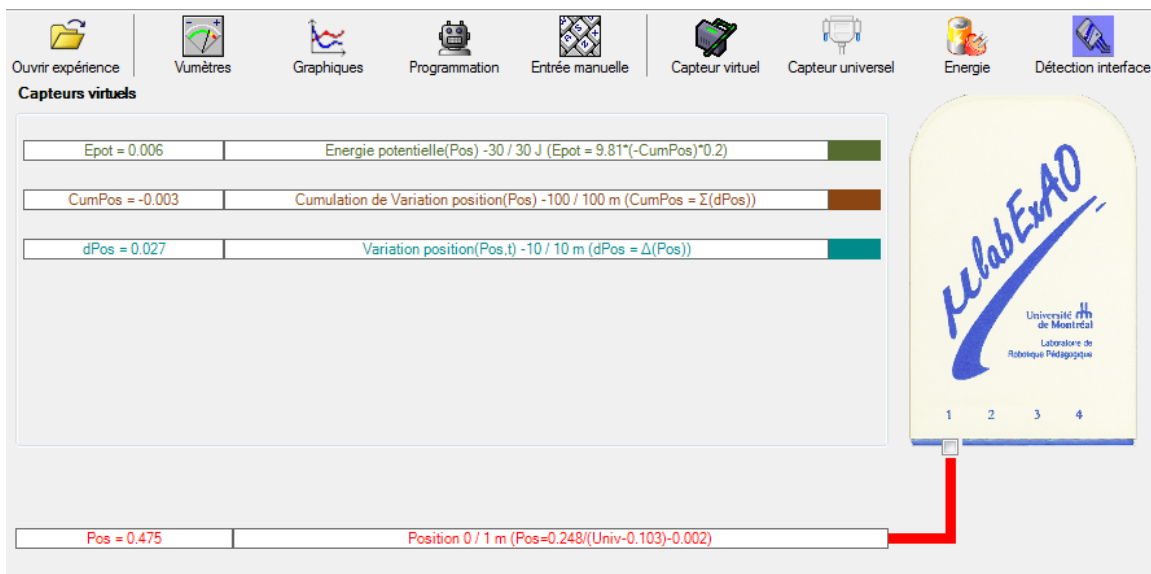 Ouvrir expérience
Vumètres
Graphiques
Programmation
Entrée manuelle
Capteur virtuel
Capteur universel
Energie
Détection interface
Capteurs virtuels
Epot = 0.006 Energie potentielle(Pos) -30 / 30 J (Epot = 9.81*(-CumPos)*0.2)
CumPos = -0.003 Cumulation de Variation position(Pos) -100 / 100 m (CumPos = Σ(dPos))
dPos = 0.027 Variation position(Pos,t) -10 / 10 m (dPos = Δ(Pos))
µlabExAO
Université
de Montréal
Laboratoire de
Robotique Pédagogique
1 2 3 4
Pos = 0.475 Position 0 / 1 m (Pos=0.248/(Univ-0.103)-0.002)